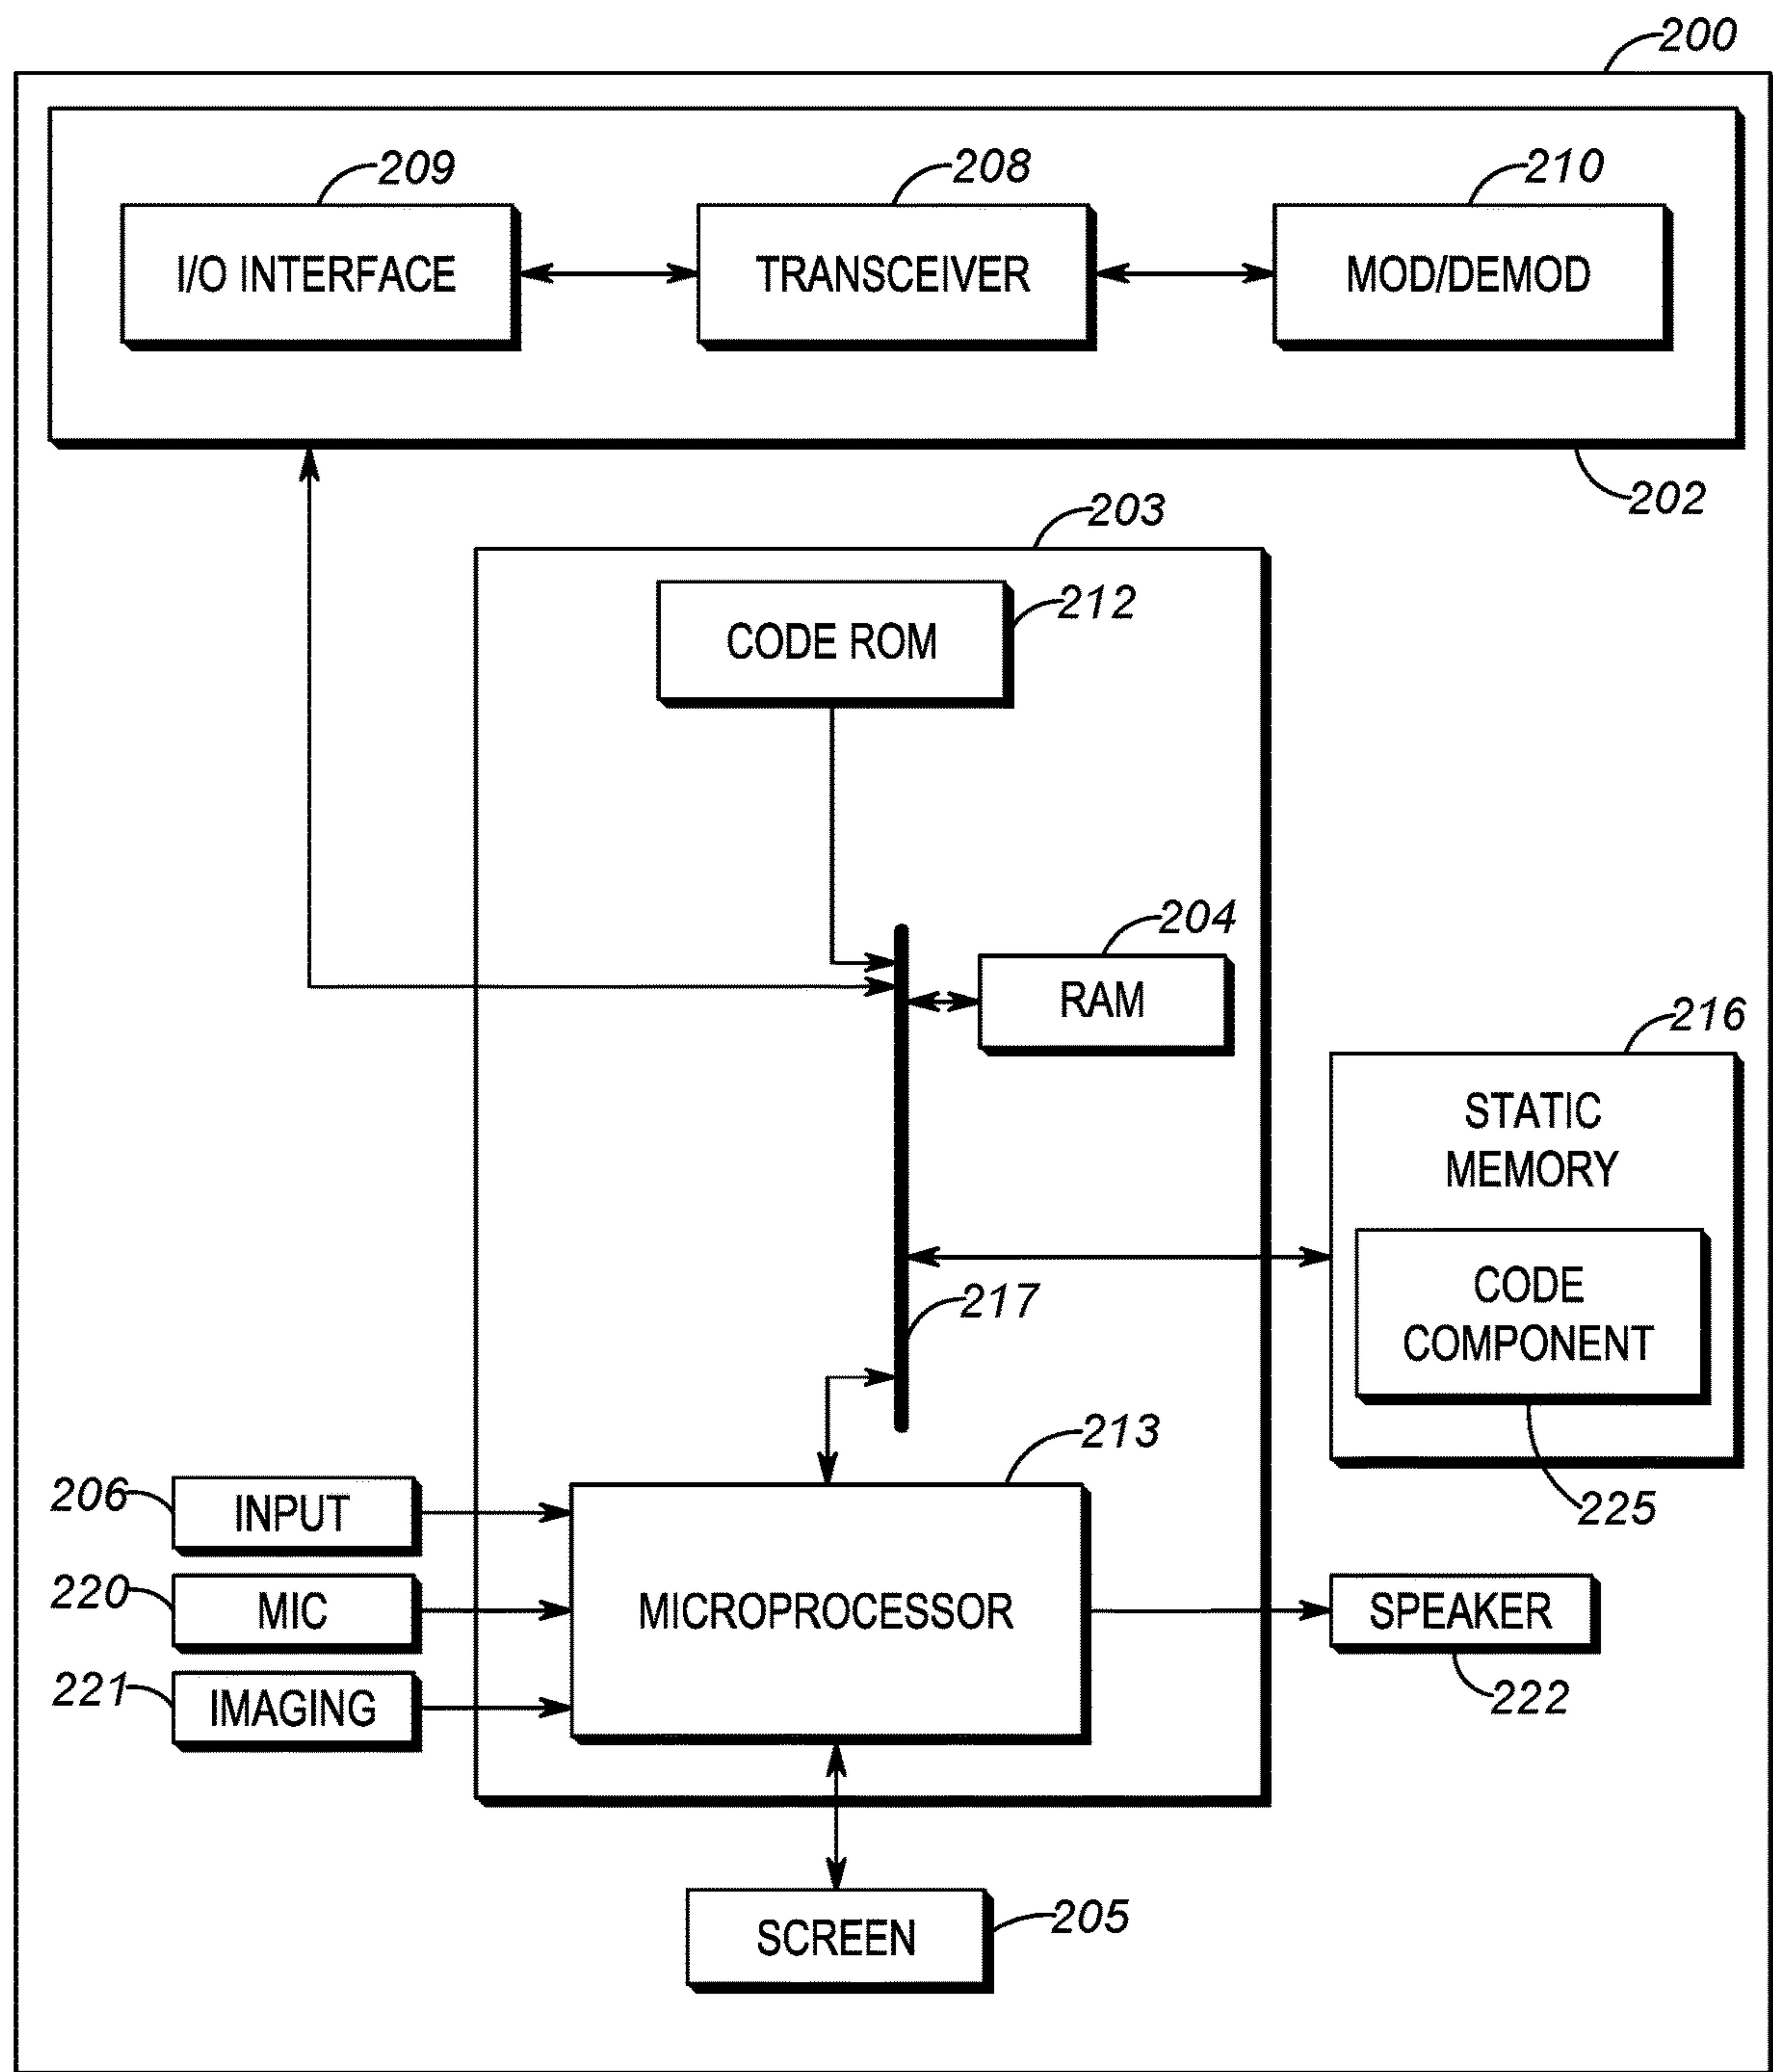 200
209
208
210
I/O INTERFACE
TRANSCEIVER
MOD/DEMOD
202
203
212
CODE ROM
204
RAM
216
STATIC
MEMORY
CODE
COMPONENT
217
213
225
206
INPUT
220
MIC
MICROPROCESSOR
SPEAKER
221
IMAGING
222
SCREEN
205